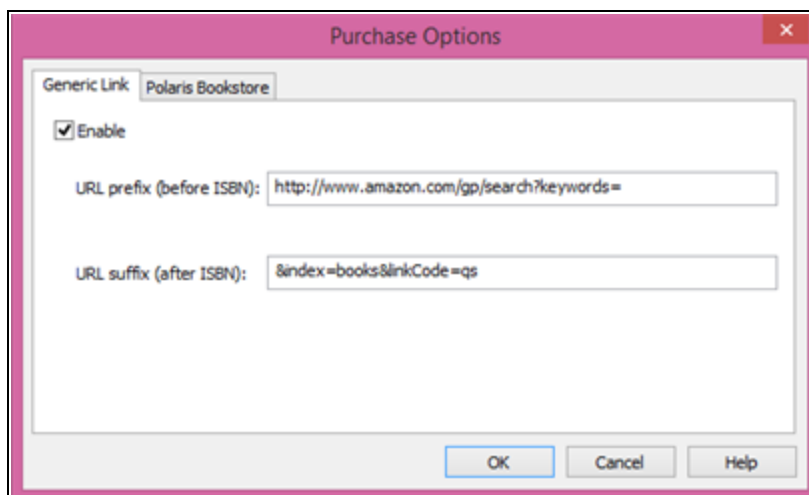 Purchase Options
Generic Link Polaris Bookstore
Enable
URL prefix (before ISBN): http://www.amazon.com/gp/search?keywords=
URL suffix (after ISBN): &index=books&linkCode=qs
OK Cancel Help